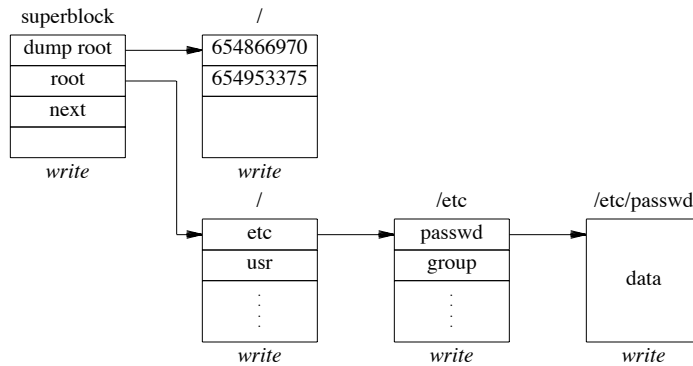 superblock
/
dump root
654866970
root
654953375
next
write
write
/
/etc
/etc/passwd
etc
passwd
usr
group
data
write
write
write